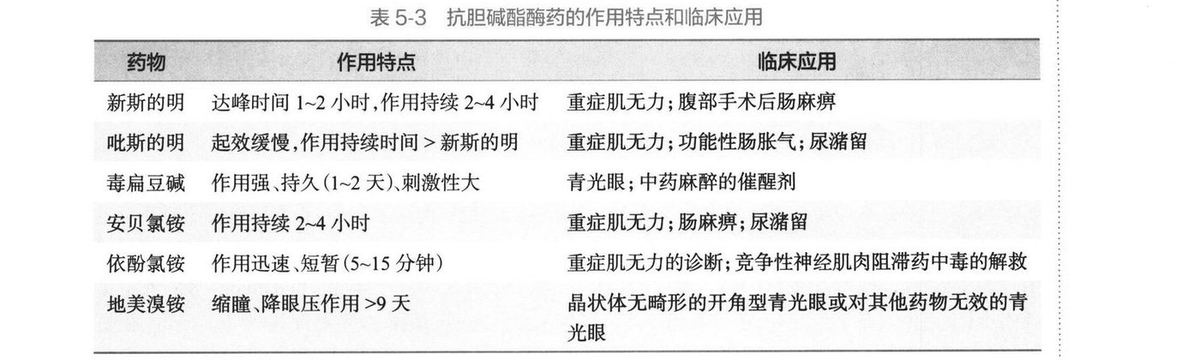 表 5-3 抗胆碱酯酶药的作用特点和临床应用
药物 作用特点 临床应用
新斯的明 达峰时间 1~2 小时,作用持续 2~4 小时 重症肌无力;腹部手术后肠麻痹
吡斯的明 起效缓慢,作用持续时间 > 新斯的明 重症肌无力;功能性肠胀气;尿潴留
毒扁豆碱 作用强、持久(1~2 天)、刺激性大 青光眼;中药麻醉的催醒剂
安贝氯铵 作用持续 2~4 小时 重症肌无力;肠麻痹;尿潴留
依酚氯铵 作用迅速、短暂(5~15 分钟) 重症肌无力的诊断;竞争性神经肌肉阻滞药中毒的解救
地美溴铵 缩瞳、降眼压作用 >9 天 晶状体无畸形的开角型青光眼或对其他药物无效的青
光眼